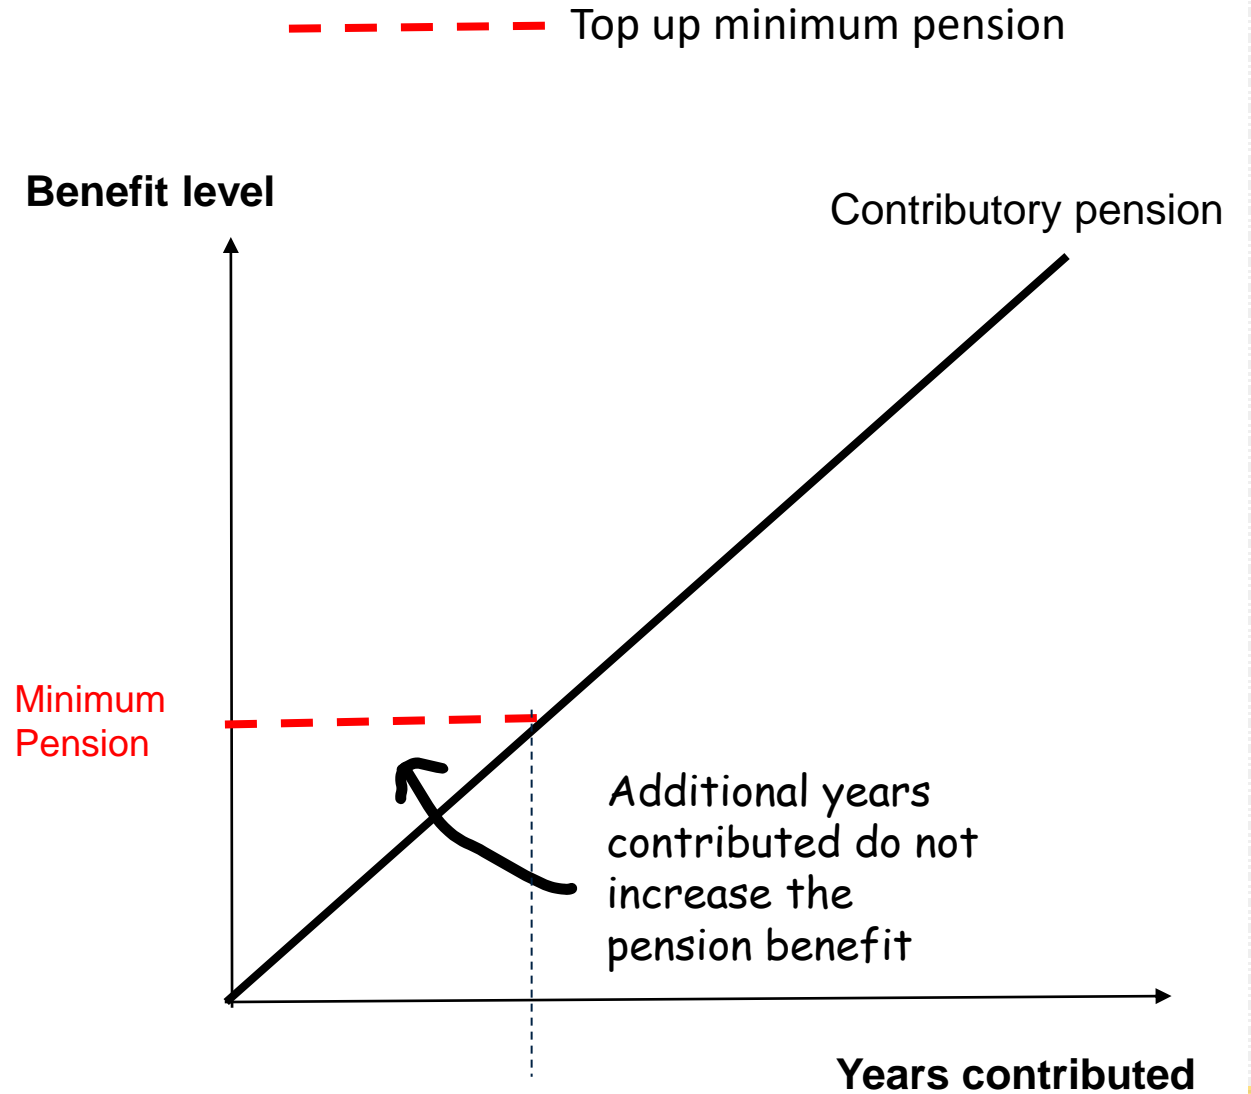 Top up minimum pension
Benefit level
Contributory pension
Minimum
Pension
Additional years
contributed do not
increase the
pension benefit
Years contributed